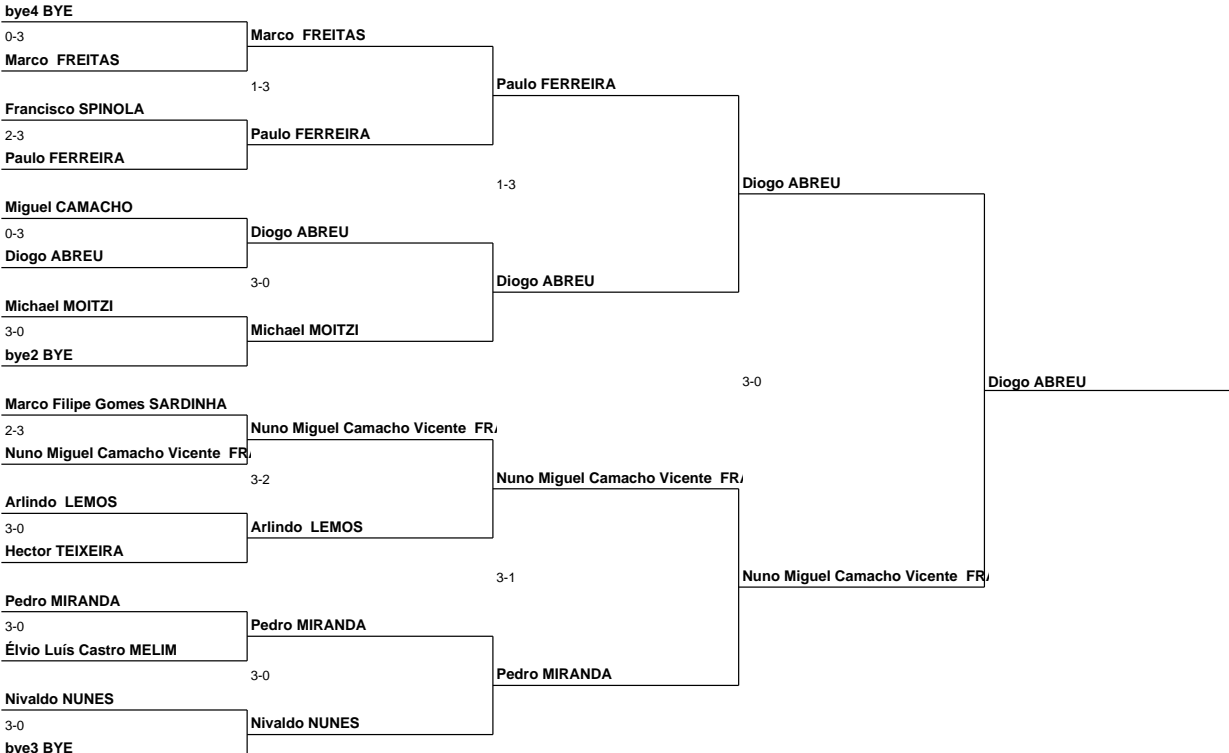 bye4 BYE
0-3
Marco FREITAS
Marco FREITAS
1-3
Paulo FERREIRA
Francisco SPINOLA
2-3
Paulo FERREIRA
Paulo FERREIRA
1-3
Diogo ABREU
Miguel CAMACHO
0-3
Diogo ABREU
Diogo ABREU
3-0
Diogo ABREU
Michael MOITZI
3-0
Michael MOITZI
bye2 BYE
3-0
Diogo ABREU
Marco Filipe Gomes SARDINHA
2-3
Nuno Miguel Camacho Vicente FRA
Nuno Miguel Camacho Vicente FRA
3-2
Nuno Miguel Camacho Vicente FRA
Arlindo LEMOS
3-0
Arlindo LEMOS
Hector TEIXEIRA
3-1
Nuno Miguel Camacho Vicente FRA
Pedro MIRANDA
3-0
Pedro MIRANDA
Élvio Luís Castro MELIM
3-0
Pedro MIRANDA
Nivaldo NUNES
3-0
Nivaldo NUNES
bye3 BYE